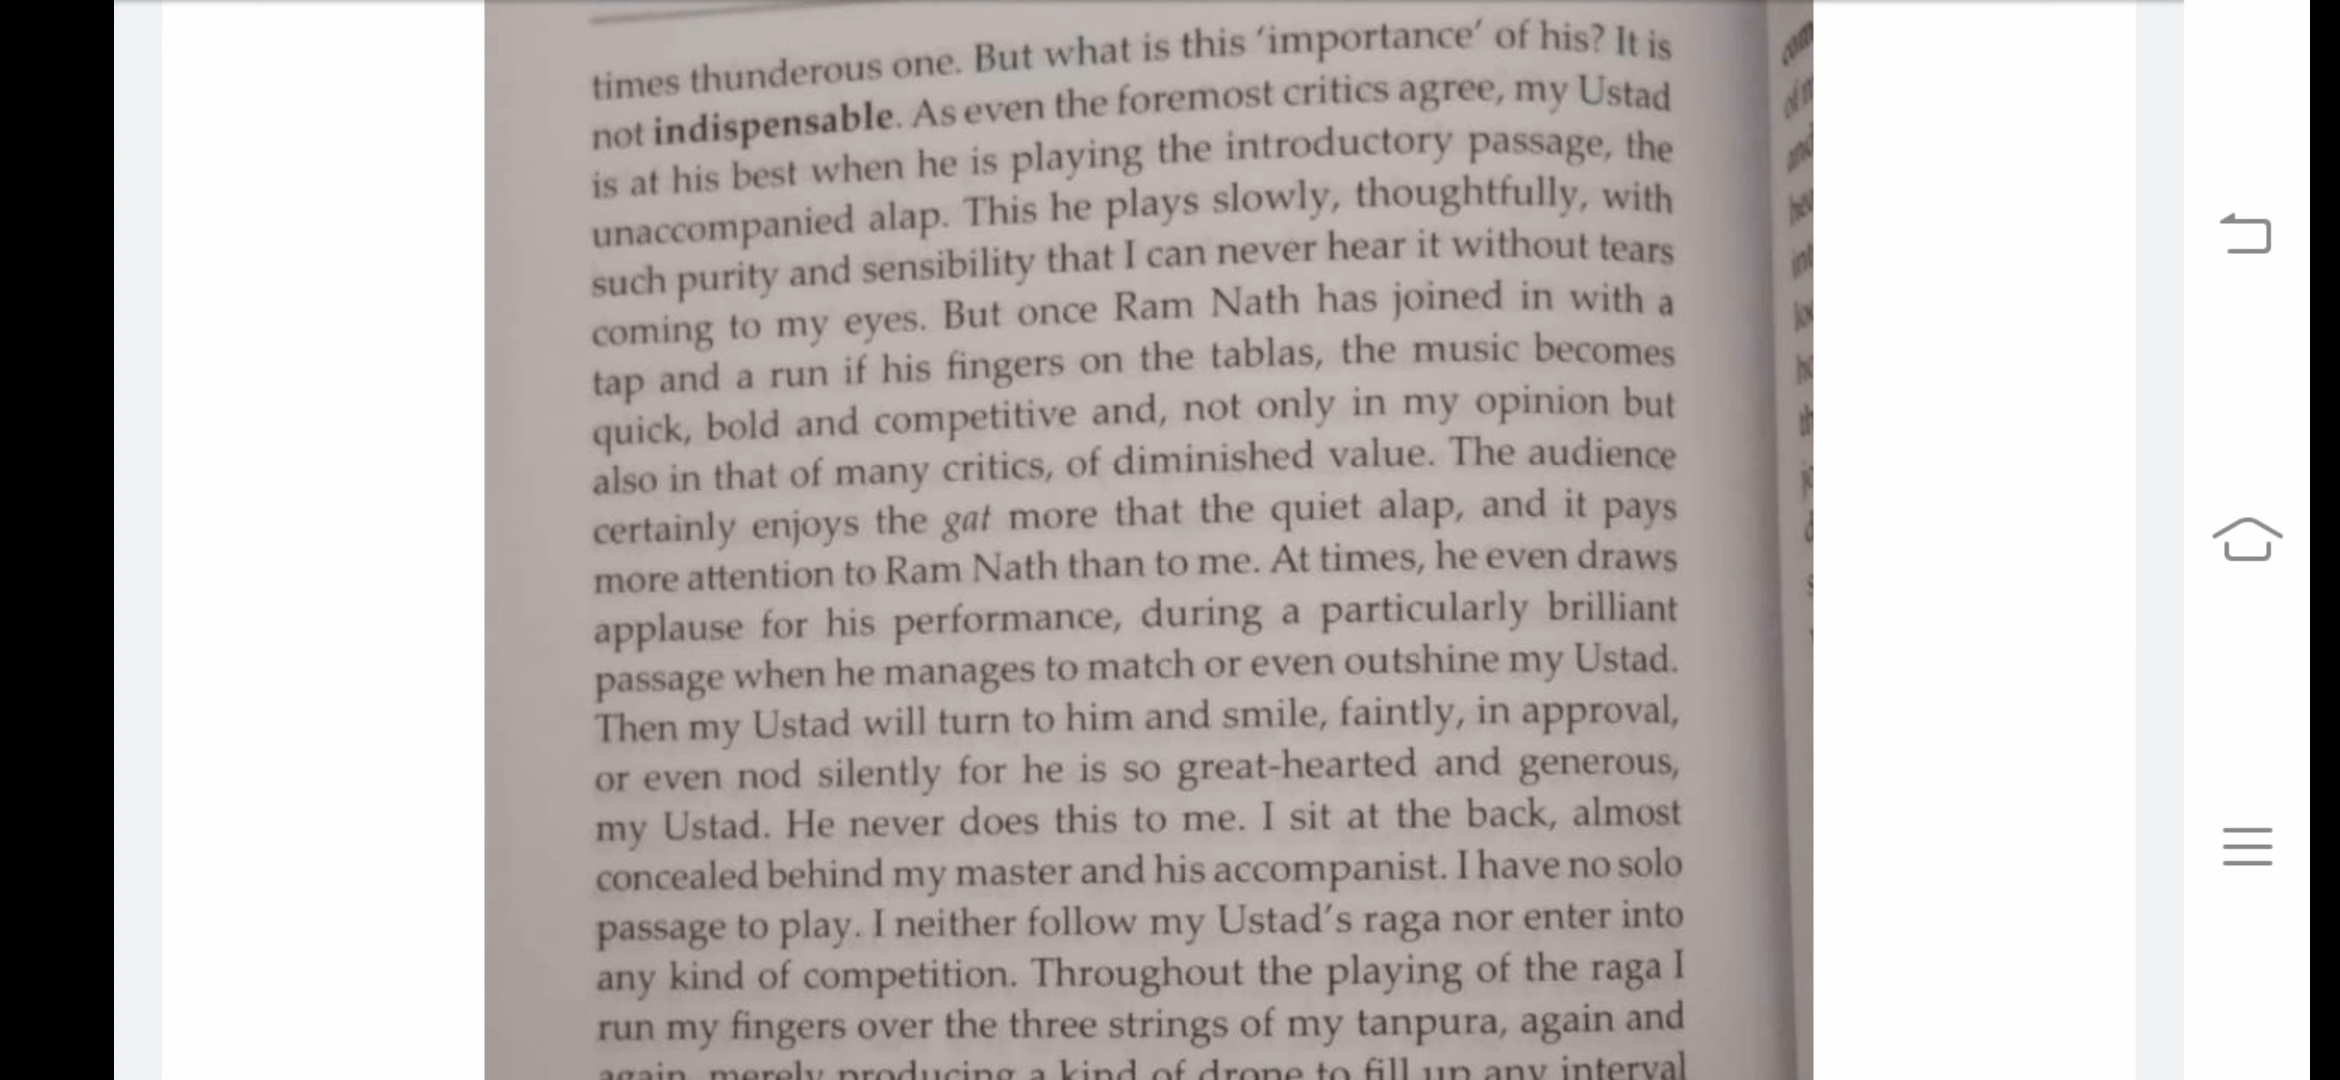 times thunderous one. But what is this ‘importance’ of his? It is
not indispensable. As even the foremost critics agree, my Ustad
is at his best when he is playing the introductory passage, the
unaccompanied alap. This he plays slowly, thoughtfully, with
such purity and sensibility that I can never hear it without tears
coming to my eyes. But once Ram Nath has joined in with a
tap and a run if his fingers on the tablas, the music becomes
quick, bold and competitive and, not only in my opinion but
also in that of many critics, of diminished value. The audience
certainly enjoys the gat more that the quiet alap, and it pays
more attention to Ram Nath than to me. At times, he even draws
applause for his performance, during a particularly brilliant
passage when he manages to match or even outshine my Ustad.
Then my Ustad will turn to him and smile, faintly, in approval,
or even nod silently for he is so great-hearted and generous,
my Ustad. He never does this to me. I sit at the back, almost
concealed behind my master and his accompanist. I have no solo
passage to play. I neither follow my Ustad’s raga nor enter into
any kind of competition. Throughout the playing of the raga I
run my fingers over the three strings of my tanpura, again and
again, merely producing a kind of drone to fill up any interval